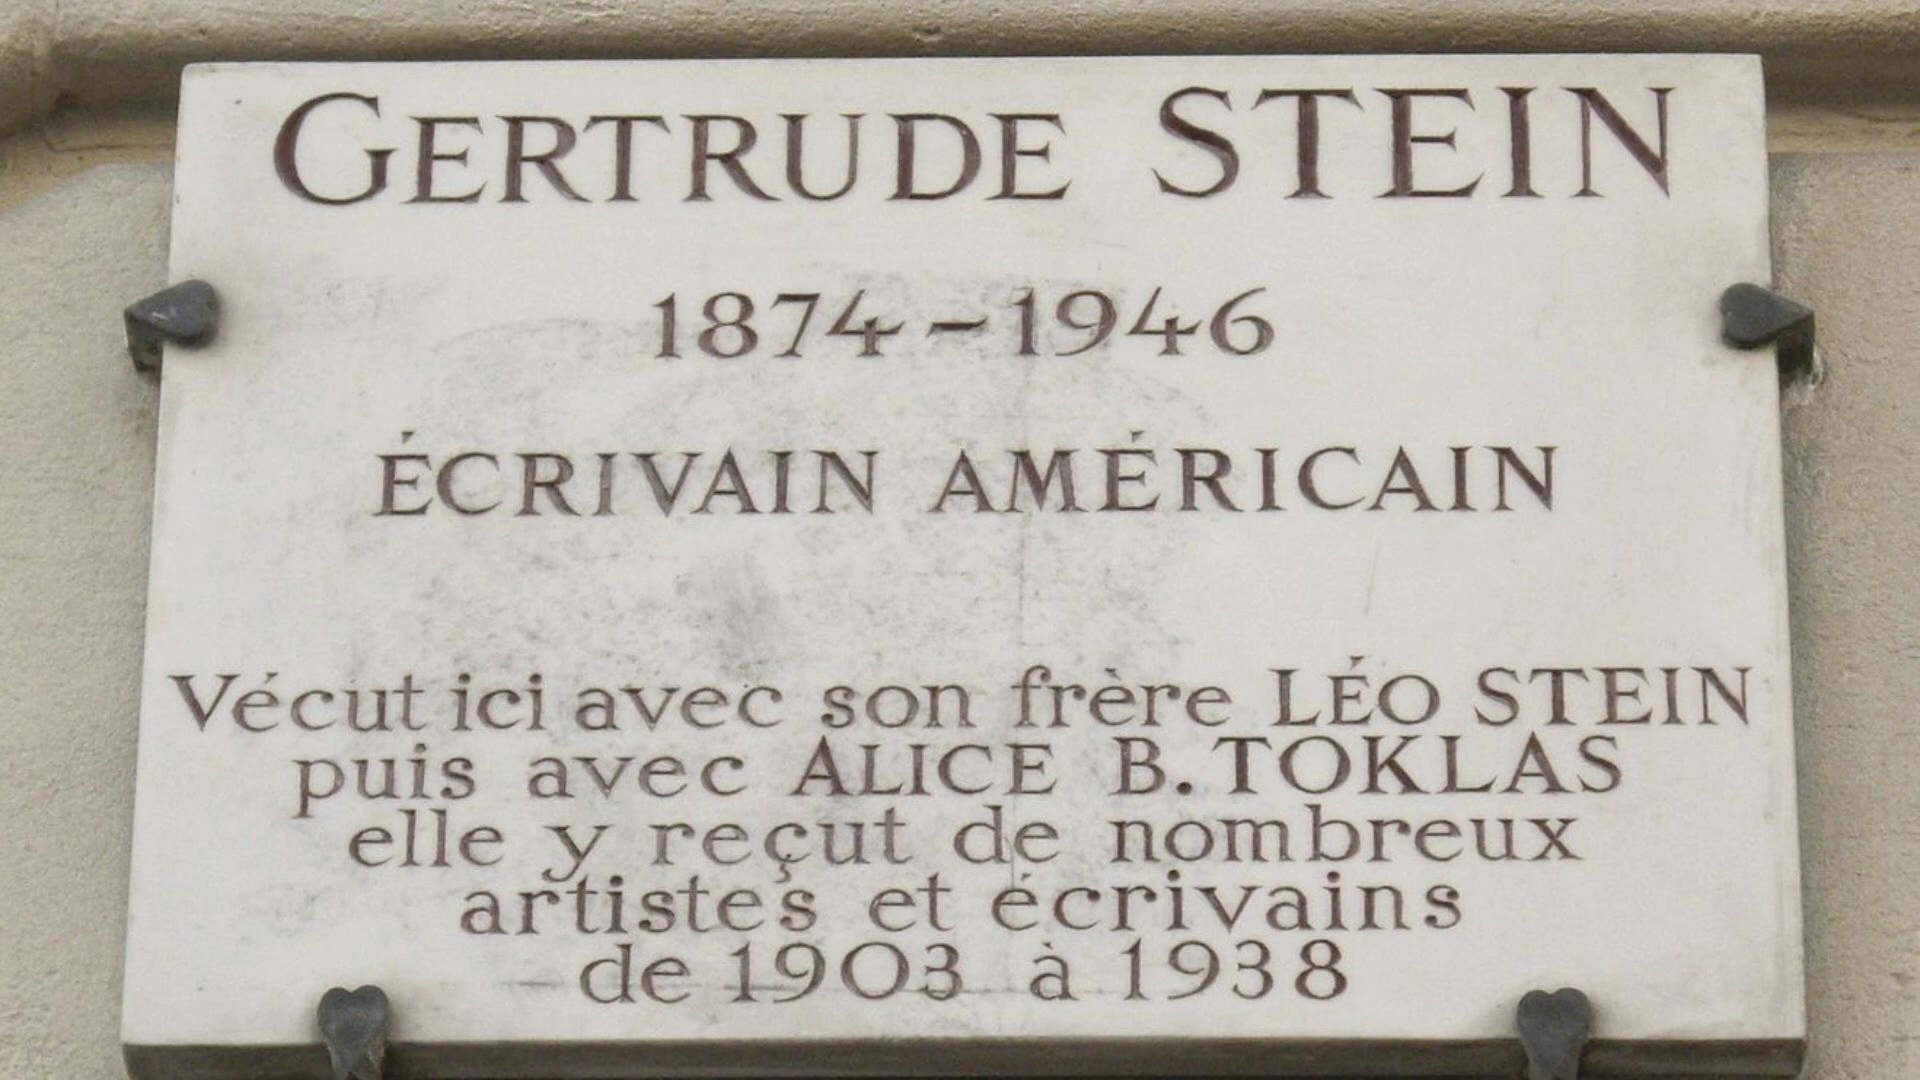 GERTRUDE STEIN
1874-1946
ÉCRIVAIN AMÉRICAIN
Vécut ici avec son frère LÉO STEIN
puis avec ALICE B. TOKLAS
elle y reçut de nombreux
artistes et écrivains
de 1903 à 1938